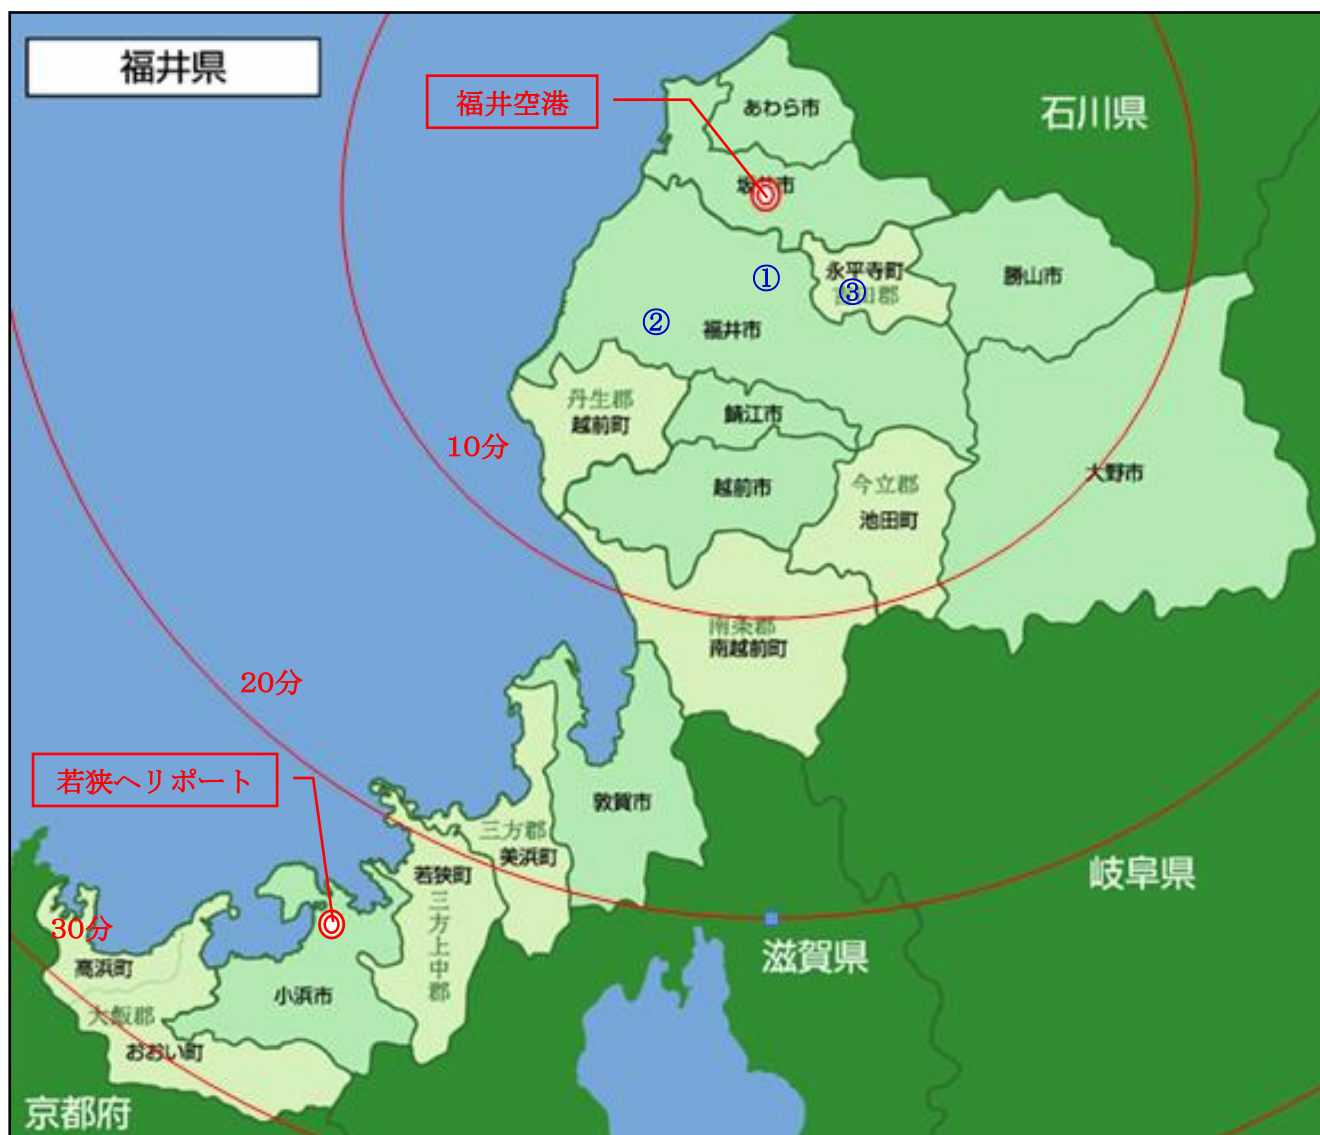 福井県
福井空港
あわら市
石川県
坂井市
①
永平寺町
③
吉田郡
勝山市
②
福井市
丹生郡
越前町
鯖江市
10分
越前市
今立郡
池田町
大野市
南条郡
南越前町
20分
若狭ヘリポート
敦賀市
三方郡
美浜町
若狭町
三方上中郡
岐阜県
30分
滋賀県
高浜町
小浜市
大飯郡
おおい町
京都府